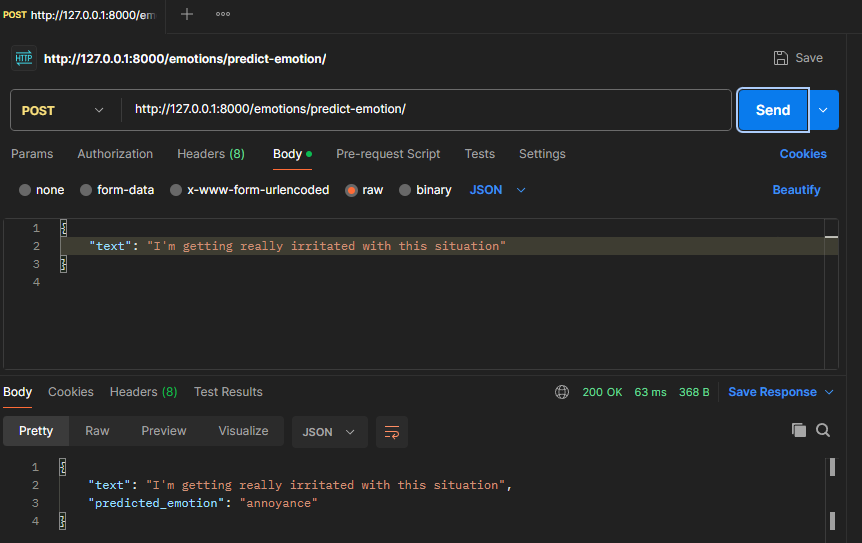 POST http://127.0.0.1:8000/em
HTTP http://127.0.0.1:8000/emotions/predict-emotion/ Save
POST http://127.0.0.1:8000/emotions/predict-emotion/ Send
Params Authorization Headers (8) Body Pre-request Script Tests Settings Cookies
none form-data x-www-form-urlencoded raw binary JSON Beautify
1 {
2 "text": "I'm getting really irritated with this situation"
3 }
4
Body Cookies Headers (8) Test Results 200 OK 63 ms 368 B Save Response
Pretty Raw Preview Visualize JSON
1 {
2 "text": "I'm getting really irritated with this situation",
3 "predicted_emotion": "annoyance"
4 }